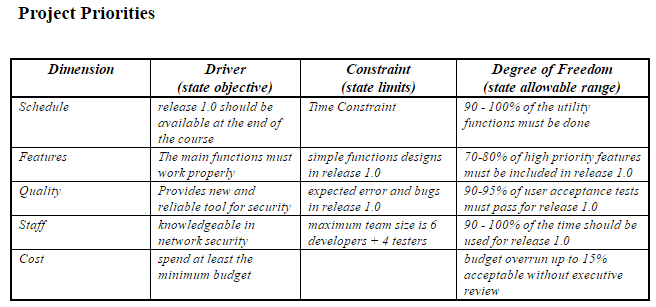 Project Priorities
Dimension
Driver
(state objective)
Constraint
(state limits)
Degree of Freedom
(state allowable range)
Schedule
release 1.0 should be
available at the end of
the course
Time Constraint
90 - 100% of the utility
functions must be done
Features
The main functions must
work properly
simple functions designs
in release 1.0
70-80% of high priority features
must be included in release 1.0
Quality
Provides new and
reliable tool for security
expected error and bugs
in release 1.0
90-95% of user acceptance tests
must pass for release 1.0
Staff
knowledgeable in
network security
maximum team size is 6
developers + 4 testers
90 - 100% of the time should be
used for release 1.0
Cost
spend at least the
minimum budget
budget overrun up to 15%
acceptable without executive
review